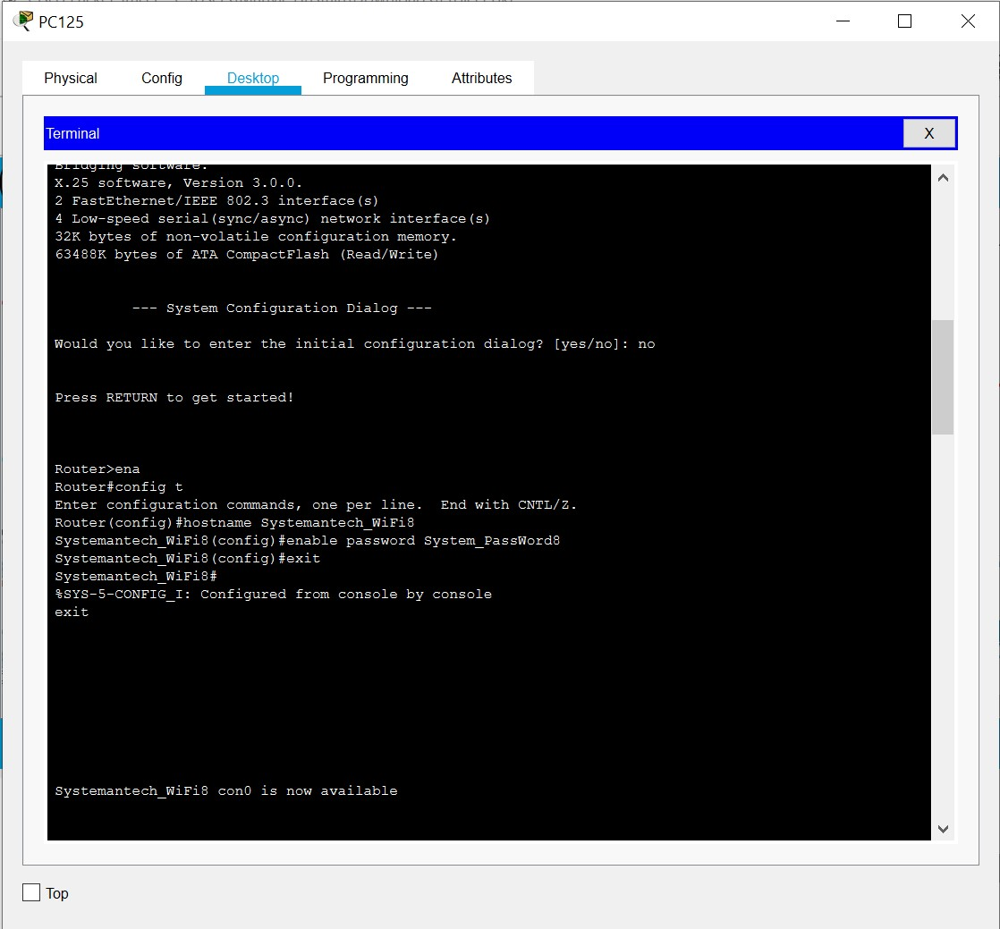 PC125
Physical Config Desktop Programming Attributes
Terminal X
Bridging software.
X.25 software, Version 3.0.0.
2 FastEthernet/IEEE 802.3 interface(s)
4 Low-speed serial(sync/async) network interface(s)
32K bytes of non-volatile configuration memory.
63488K bytes of ATA CompactFlash (Read/Write)
--- System Configuration Dialog ---
Would you like to enter the initial configuration dialog? [yes/no]: no
Press RETURN to get started!
Router>ena
Router#config t
Enter configuration commands, one per line.  End with CNTL/Z.
Router(config)#hostname Systemantech_WiFi8
Systemantech_WiFi8(config)#enable password System_PassWord8
Systemantech_WiFi8(config)#exit
Systemantech_WiFi8#
%SYS-5-CONFIG_I: Configured from console by console
exit
Systemantech_WiFi8 con0 is now available
Top